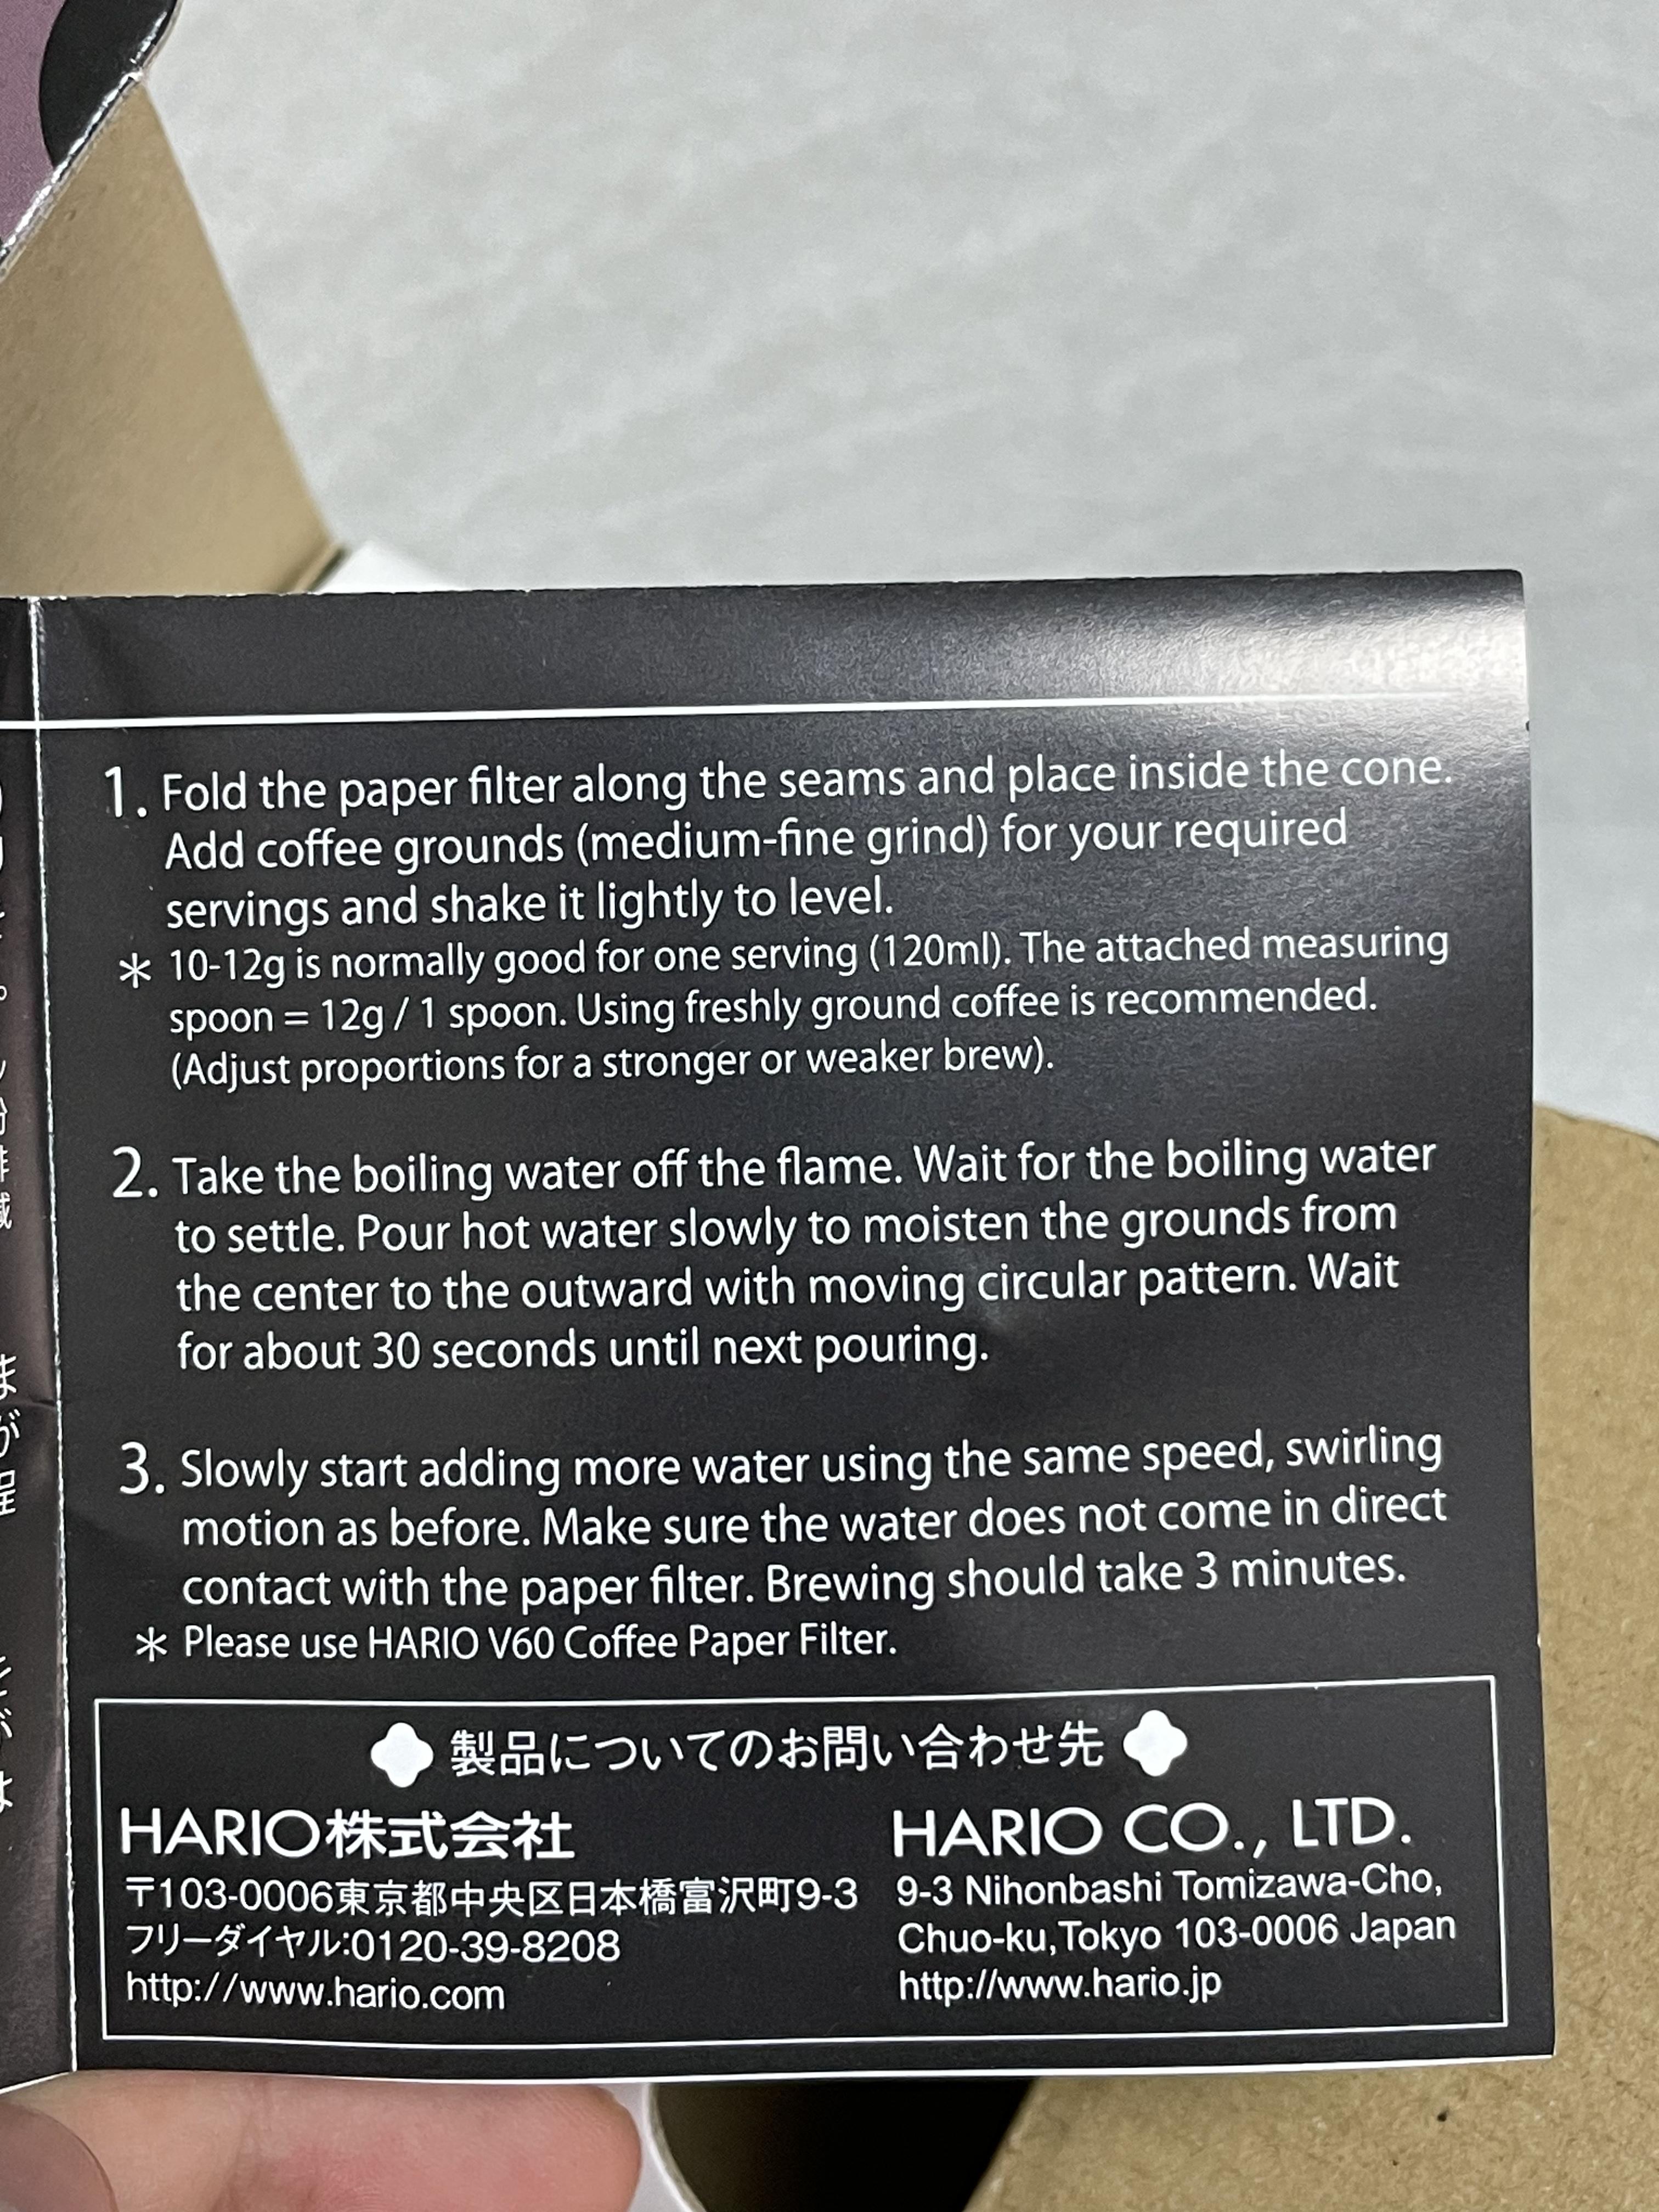 1. Fold the paper filter along the seams and place inside the cone.
Add coffee grounds (medium-fine grind) for your required
servings and shake it lightly to level.
* 10-12g is normally good for one serving (120ml). The attached measuring
spoon = 12g / 1 spoon. Using freshly ground coffee is recommended.
(Adjust proportions for a stronger or weaker brew).
2. Take the boiling water off the flame. Wait for the boiling water
to settle. Pour hot water slowly to moisten the grounds from
the center to the outward with moving circular pattern. Wait
for about 30 seconds until next pouring.
3. Slowly start adding more water using the same speed, swirling
motion as before. Make sure the water does not come in direct
contact with the paper filter. Brewing should take 3 minutes.
* Please use HARIO V60 Coffee Paper Filter.
製品についてのお問い合わせ先
HARIO株式会社
〒103-0006東京都中央区日本橋富沢町9-3
フリーダイヤル:0120-39-8208
http://www.hario.com
HARIO CO., LTD.
9-3 Nihonbashi Tomizawa-Cho,
Chuo-ku,Tokyo 103-0006 Japan
http://www.hario.jp